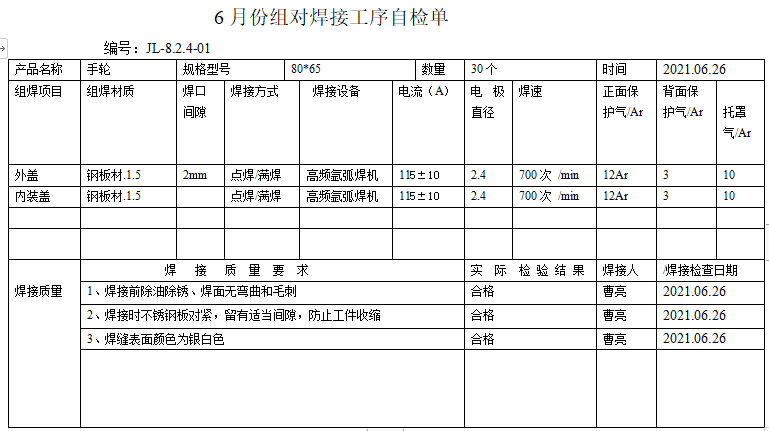 6 月份组对焊接工序自检单
编号: JL-8.2.4-01
产品名称 手轮 规格型号 80*65 数量 30个 时间 2021.06.26
组焊项目 组焊材质 焊口间隙 焊接方式 焊接设备 电流（A） 电极直径 焊速 正面保护气/Ar 背面保护气/Ar 托罩气/Ar
外盖 钢板材.1.5 2mm 点焊/满焊 高频氩弧焊机 115±10 2.4 700次 /min 12Ar 3 10
内装盖 钢板材.1.5 点焊/满焊 高频氩弧焊机 115±10 2.4 700次 /min 12Ar 3 10
焊接质量 焊 接 质 量 要 求 实 际 检 验 结 果 焊接人 /焊接检查日期
1、焊接前除油除锈、焊面无弯曲和毛刺 合格 曹亮 2021.06.26
2、焊接时不锈钢板对紧，留有适当间隙，防止工件收缩 合格 曹亮 2021.06.26
3、焊缝表面颜色为银白色 合格 曹亮 2021.06.26